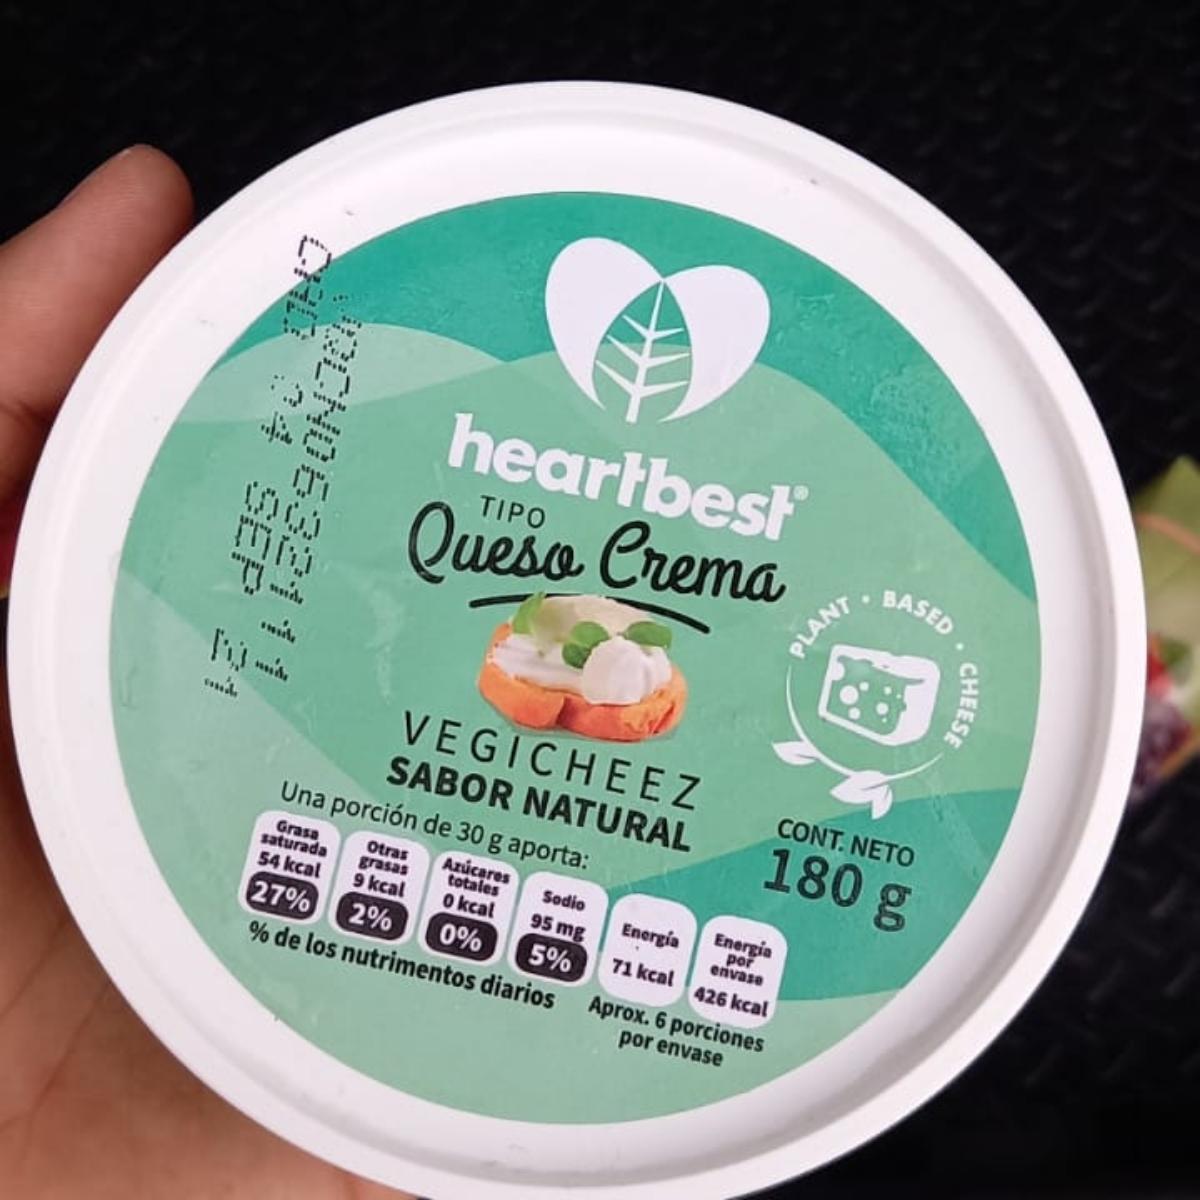 heartbest®
TIPO
Queso Crema
PLANT · BASED · CHEESE
VEGICHEEZ
SABOR NATURAL
CONT. NETO
180 g
Una porción de 30 g aporta:
Grasa
saturada
54 kcal
27%
Otras
grasas
9 kcal
2%
Azúcares
totales
0 kcal
0%
Sodio
95 mg
5%
Energía
71 kcal
Energía
por
envase
426 kcal
% de los nutrimentos diarios
Aprox. 6 porciones
por envase